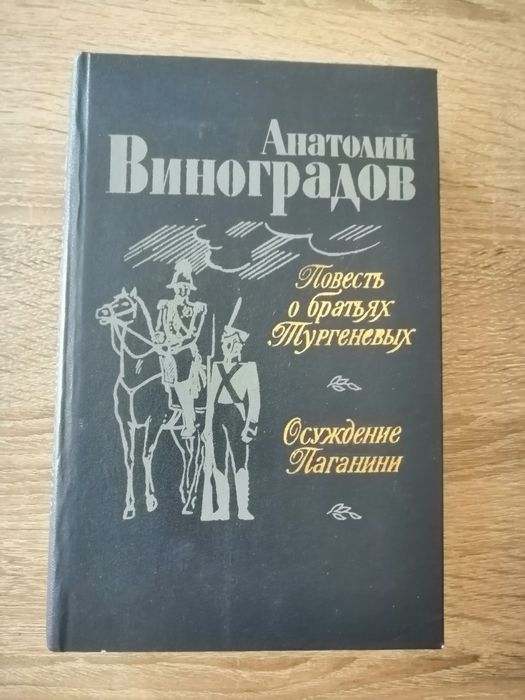 Анатолий
Виноградов
Повесть
о братьях
Тургеневых
Осуждение
Паганини